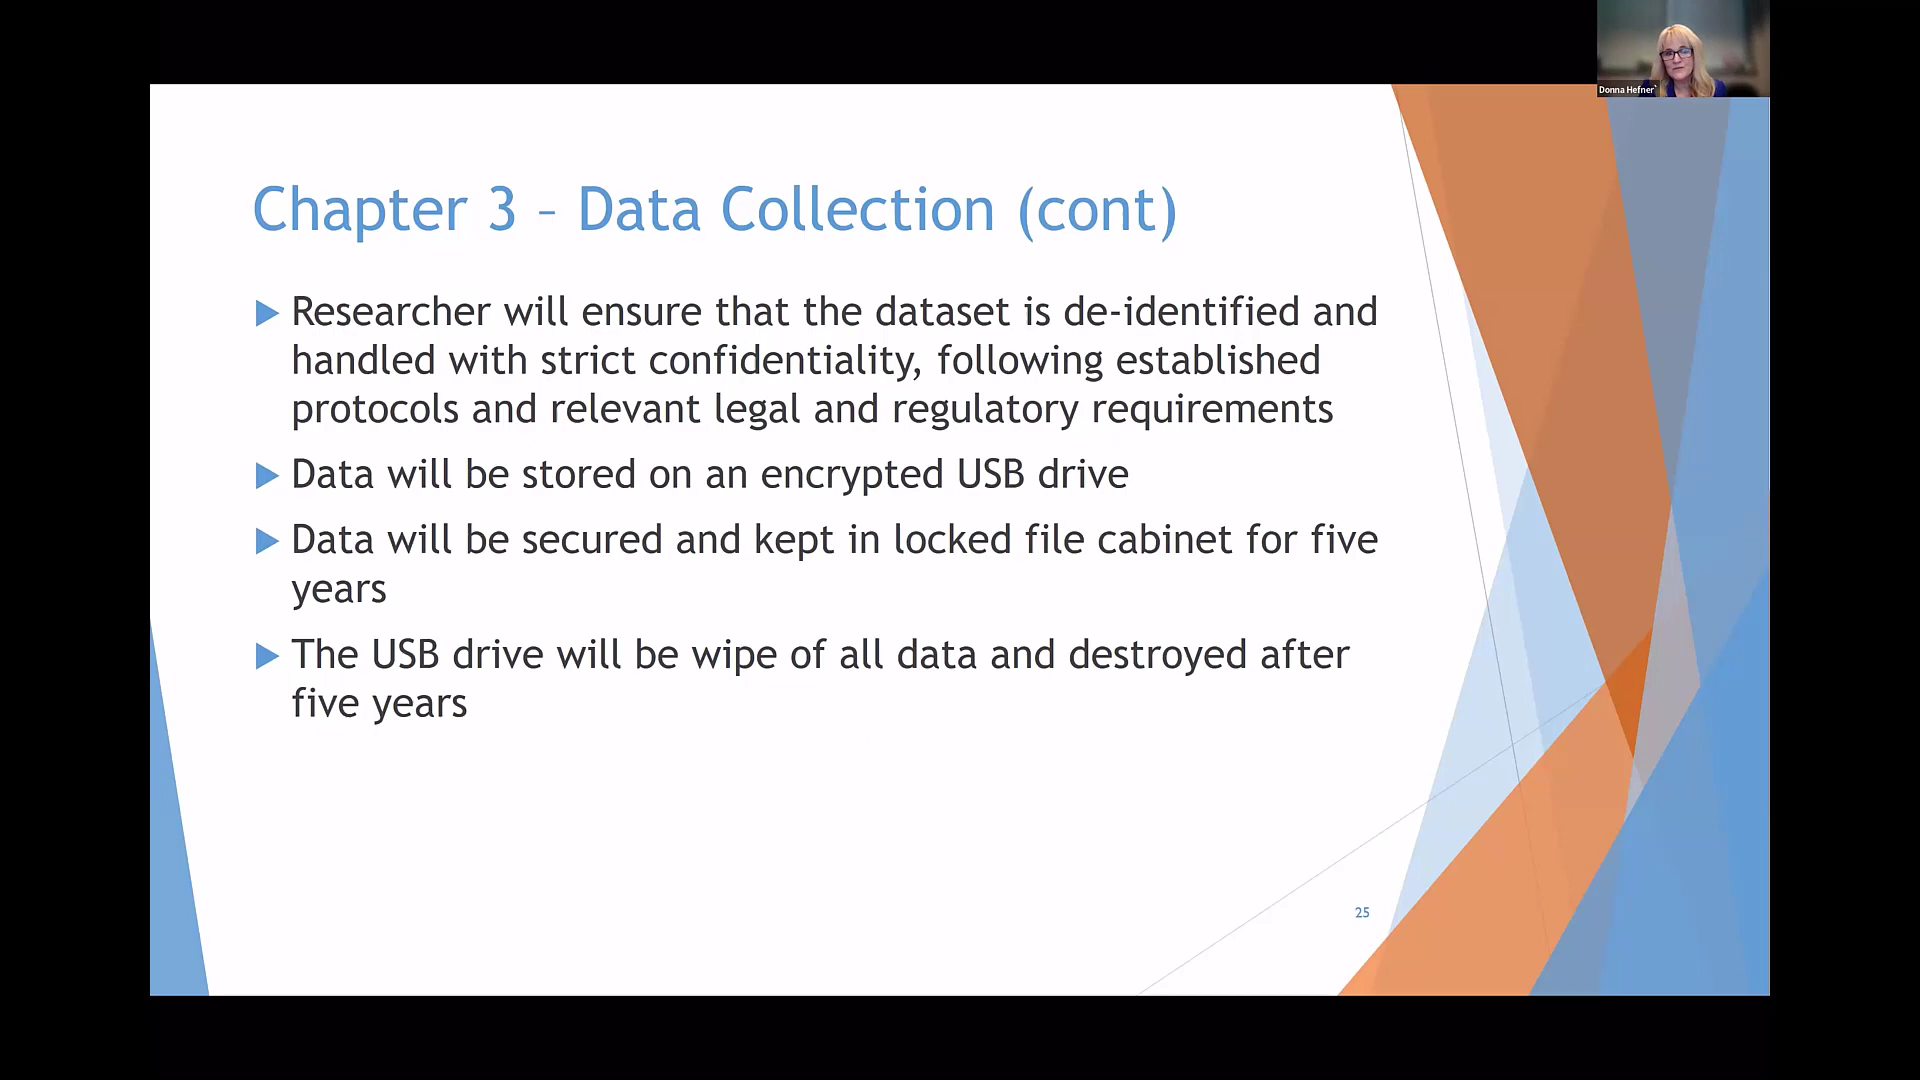 Donna Hefner`
Chapter 3 – Data Collection (cont)
Researcher will ensure that the dataset is de-identified and
handled with strict confidentiality, following established
protocols and relevant legal and regulatory requirements
Data will be stored on an encrypted USB drive
Data will be secured and kept in locked file cabinet for five
years
The USB drive will be wipe of all data and destroyed after
five years
25